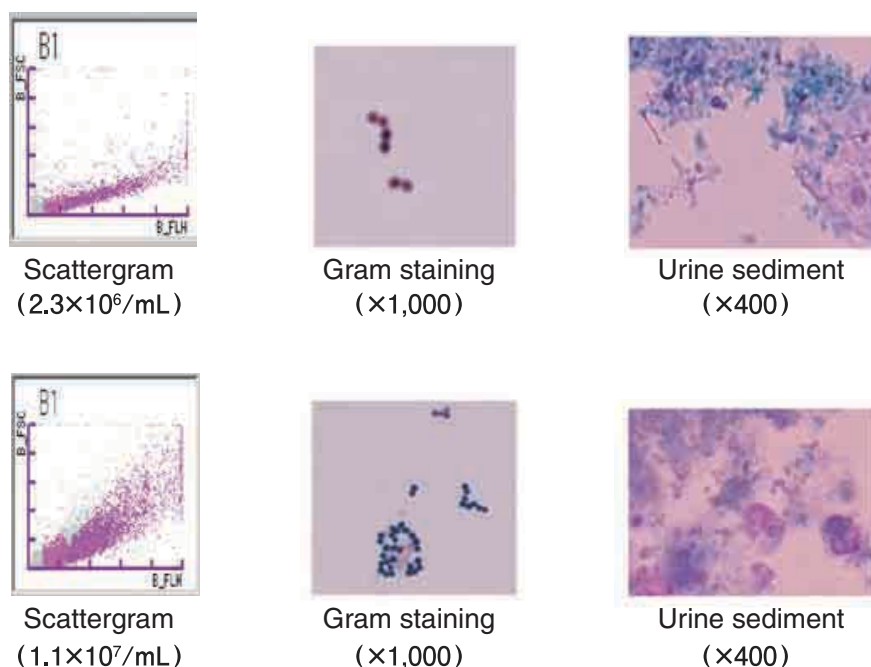 B1
B_FSC
B_FLH
Scattergram
(2.3×10⁶/mL)
Gram staining
(×1,000)
Urine sediment
(×400)
B1
B_FSC
B_FLH
Scattergram
(1.1×10⁷/mL)
Gram staining
(×1,000)
Urine sediment
(×400)